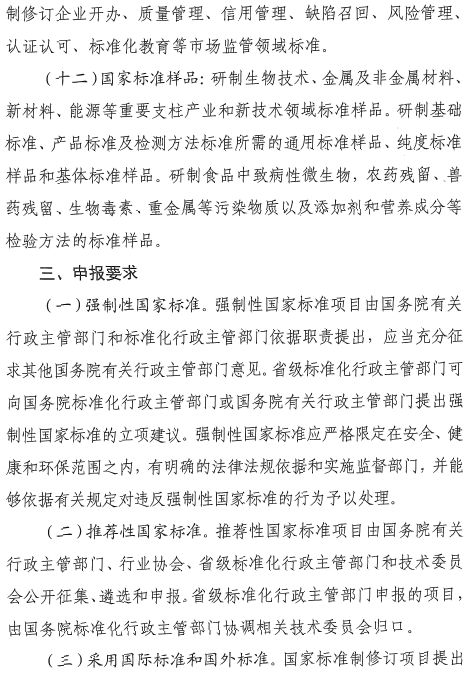 制修订企业开办、质量管理、信用管理、缺陷召回、风险管理、
认证认可、标准化教育等市场监管领域标准。
（十二）国家标准样品：研制生物技术、金属及非金属材料、
新材料、能源等重要支柱产业和新技术领域标准样品。研制基础
标准、产品标准及检测方法标准所需的通用标准样品、纯度标准
样品和基体标准样品。研制食品中致病性微生物，农药残留、兽
药残留、生物毒素、重金属等污染物质以及添加剂和营养成分等
检验方法的标准样品。
三、申报要求
（一）强制性国家标准。强制性国家标准项目由国务院有关
行政主管部门和标准化行政主管部门依据职责提出，应当充分征
求其他国务院有关行政主管部门意见。省级标准化行政主管部门可
向国务院标准化行政主管部门或国务院有关行政主管部门提出强
制性国家标准的立项建议。强制性国家标准应严格限定在安全、健
康和环保范围之内，有明确的法律法规依据和实施监督部门，并能
够依据有关规定对违反强制性国家标准的行为予以处理。
（二）推荐性国家标准。推荐性国家标准项目由国务院有关
行政主管部门、行业协会、省级标准化行政主管部门和技术委员
会公开征集、遴选和申报。省级标准化行政主管部门申报的项目，
由国务院标准化行政主管部门协调相关技术委员会归口。
（三）采用国际标准和国外标准。国家标准制修订项目提出